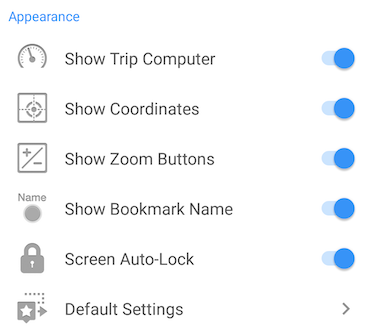 Appearance
Show Trip Computer
Show Coordinates
Show Zoom Buttons
Name
Show Bookmark Name
Screen Auto-Lock
Default Settings